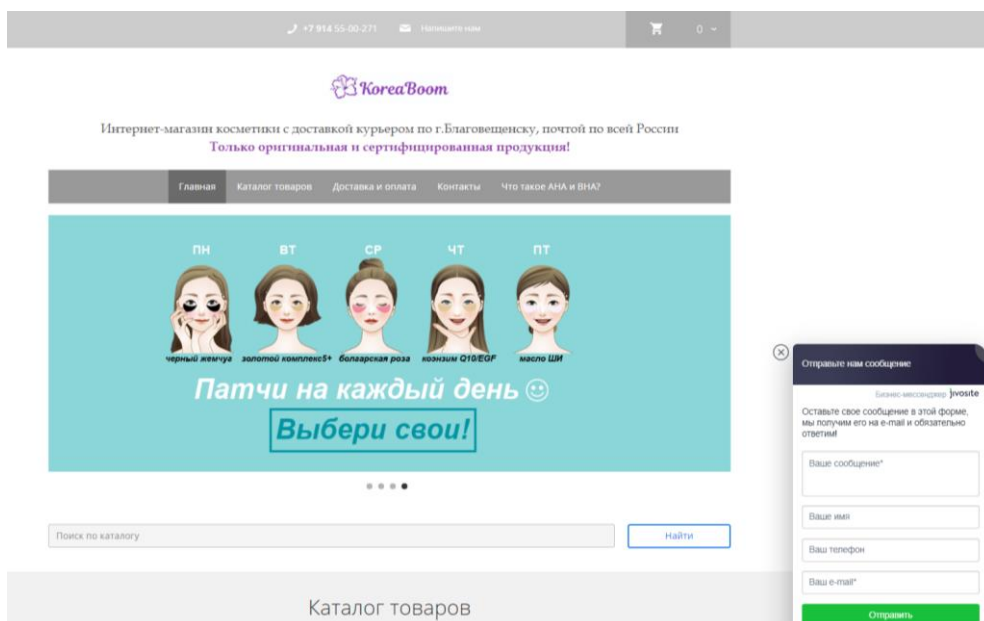 +7 914 55-00-271 Напишите нам 0
KoreaBoom
Интернет-магазин косметики с доставкой курьером по г.Благовещенску, почтой по всей России
Только оригинальная и сертифицированная продукция!
Главная Каталог товаров Доставка и оплата Контакты Что такое AHA и BHA?
ПН ВТ СР ЧТ ПТ
черный жемчуг золотой комплекс5+ болгарская роза коэнзим Q10/EGF масло ШИ
Патчи на каждый день
Выбери свои!
Поиск по каталогу Найти
Каталог товаров
Отправьте нам сообщение
Бизнес-мессенджер jivosite
Оставьте свое сообщение в этой форме,
мы получим его на e-mail и обязательно
ответим!
Ваше сообщение*
Ваше имя
Ваш телефон
Ваш e-mail*
Отправить